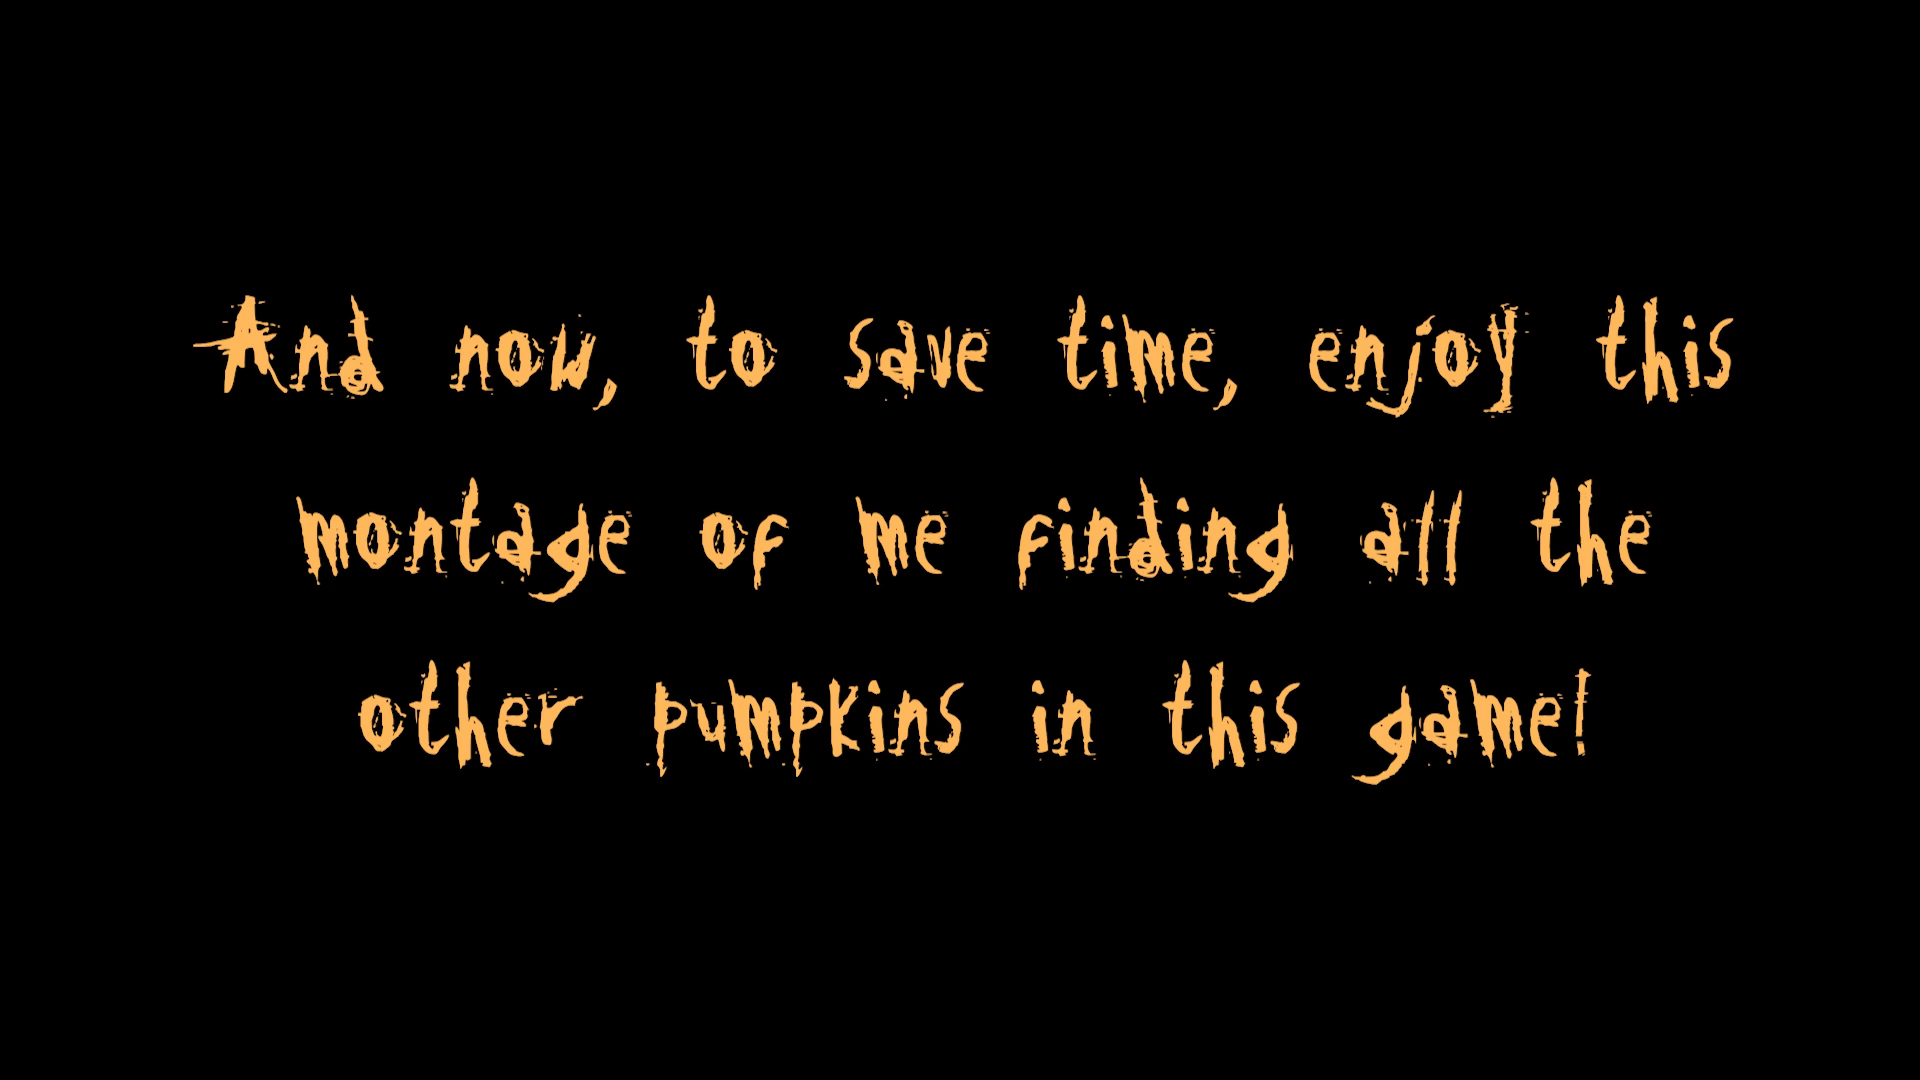 And now, to save time, enjoy this
montage of me finding all the
other pumpkins in this game!